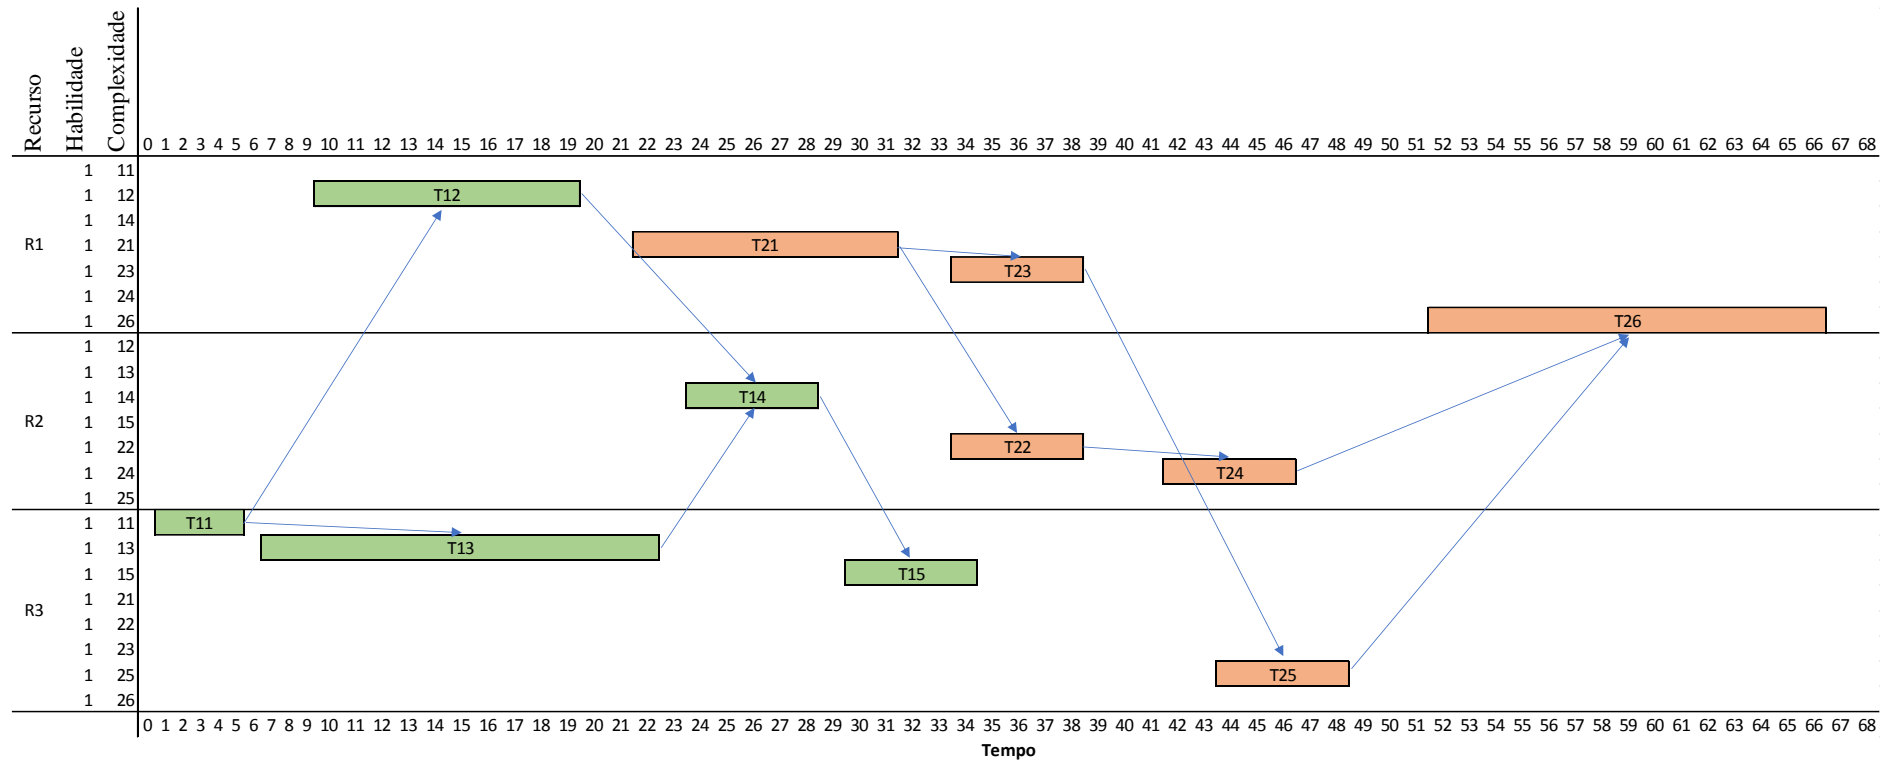 Recurso Habilidade Complexidade
0 1 2 3 4 5 6 7 8 9 10 11 12 13 14 15 16 17 18 19 20 21 22 23 24 25 26 27 28 29 30 31 32 33 34 35 36 37 38 39 40 41 42 43 44 45 46 47 48 49 50 51 52 53 54 55 56 57 58 59 60 61 62 63 64 65 66 67 68
1 11
1 12 T12
1 14
R1 1 21 T21
1 23 T23
1 24
1 26 T26
1 12
1 13
1 14 T14
R2 1 15
1 22 T22
1 24 T24
1 25
1 11 T11
1 13 T13
1 15 T15
R3 1 21
1 22
1 23
1 25 T25
1 26
0 1 2 3 4 5 6 7 8 9 10 11 12 13 14 15 16 17 18 19 20 21 22 23 24 25 26 27 28 29 30 31 32 33 34 35 36 37 38 39 40 41 42 43 44 45 46 47 48 49 50 51 52 53 54 55 56 57 58 59 60 61 62 63 64 65 66 67 68
Tempo